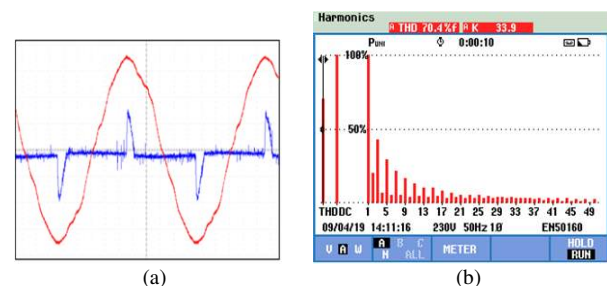 Harmonics
A THD 70.4%f A K 33.9
PUNI 0:00:10
100%
50%
THDDC 1 5 9 13 17 21 25 29 33 37 41 45 49
09/04/19 14:11:16 230V 50Hz 1Ø EN50160
V A W A B C N ALL METER HOLD RUN
(a) (b)